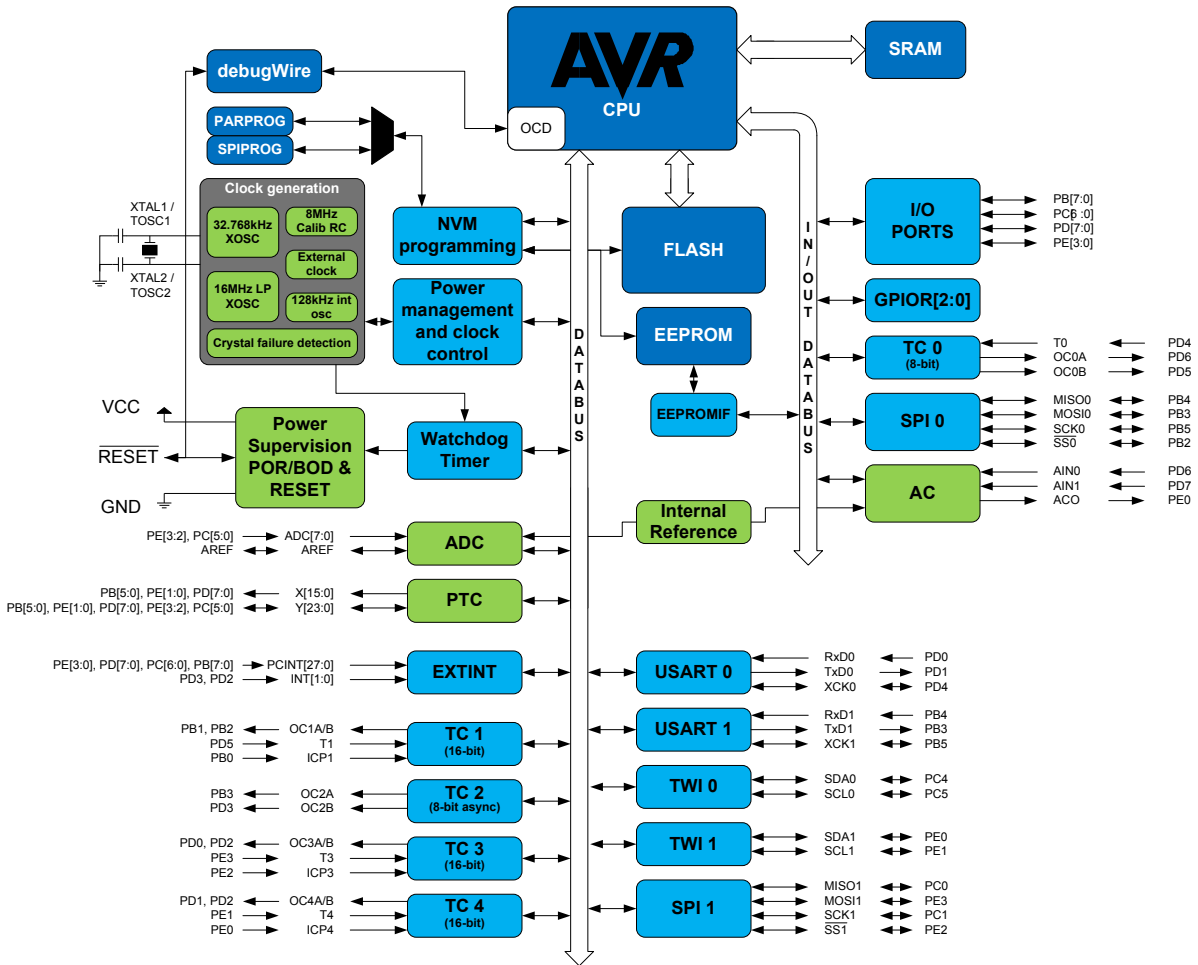 AVR
CPU
OCD
SRAM
debugWire
PARPROG
SPIPROG
Clock generation
32.768kHz
XOSC
8MHz
Calib RC
External
clock
16MHz LP
XOSC
128kHz int
osc
Crystal failure detection
XTAL1 /
TOSC1
XTAL2 /
TOSC2
NVM
programming
Power
management
and clock
control
FLASH
EEPROM
EEPROMIF
DATABUS
IN/OUT DATABUS
I/O
PORTS
PB[7:0]
PC[6:0]
PD[7:0]
PE[3:0]
GPIOR[2:0]
TC 0
(8-bit)
T0 PD4
OC0A PD6
OC0B PD5
SPI 0
MISO0 PB4
MOSI0 PB3
SCK0 PB5
SS0 PB2
AC
AIN0 PD6
AIN1 PD7
ACO PE0
VCC
RESET
GND
Power
Supervision
POR/BOD &
RESET
Watchdog
Timer
Internal
Reference
PE[3:2], PC[5:0] ADC[7:0]
AREF AREF
ADC
PB[5:0], PE[1:0], PD[7:0] X[15:0]
PB[5:0], PE[1:0], PD[7:0], PE[3:2], PC[5:0] Y[23:0]
PTC
PE[3:0], PD[7:0], PC[6:0], PB[7:0] PCINT[27:0]
PD3, PD2 INT[1:0]
EXTINT
PB1, PB2 OC1A/B
PD5 T1
PB0 ICP1
TC 1
(16-bit)
PB3 OC2A
PD3 OC2B
TC 2
(8-bit async)
PD0, PD2 OC3A/B
PE3 T3
PE2 ICP3
TC 3
(16-bit)
PD1, PD2 OC4A/B
PE1 T4
PE0 ICP4
TC 4
(16-bit)
USART 0
RxD0 PD0
TxD0 PD1
XCK0 PD4
USART 1
RxD1 PB4
TxD1 PB3
XCK1 PB5
TWI 0
SDA0 PC4
SCL0 PC5
TWI 1
SDA1 PE0
SCL1 PE1
SPI 1
MISO1 PC0
MOSI1 PE3
SCK1 PC1
SS1 PE2